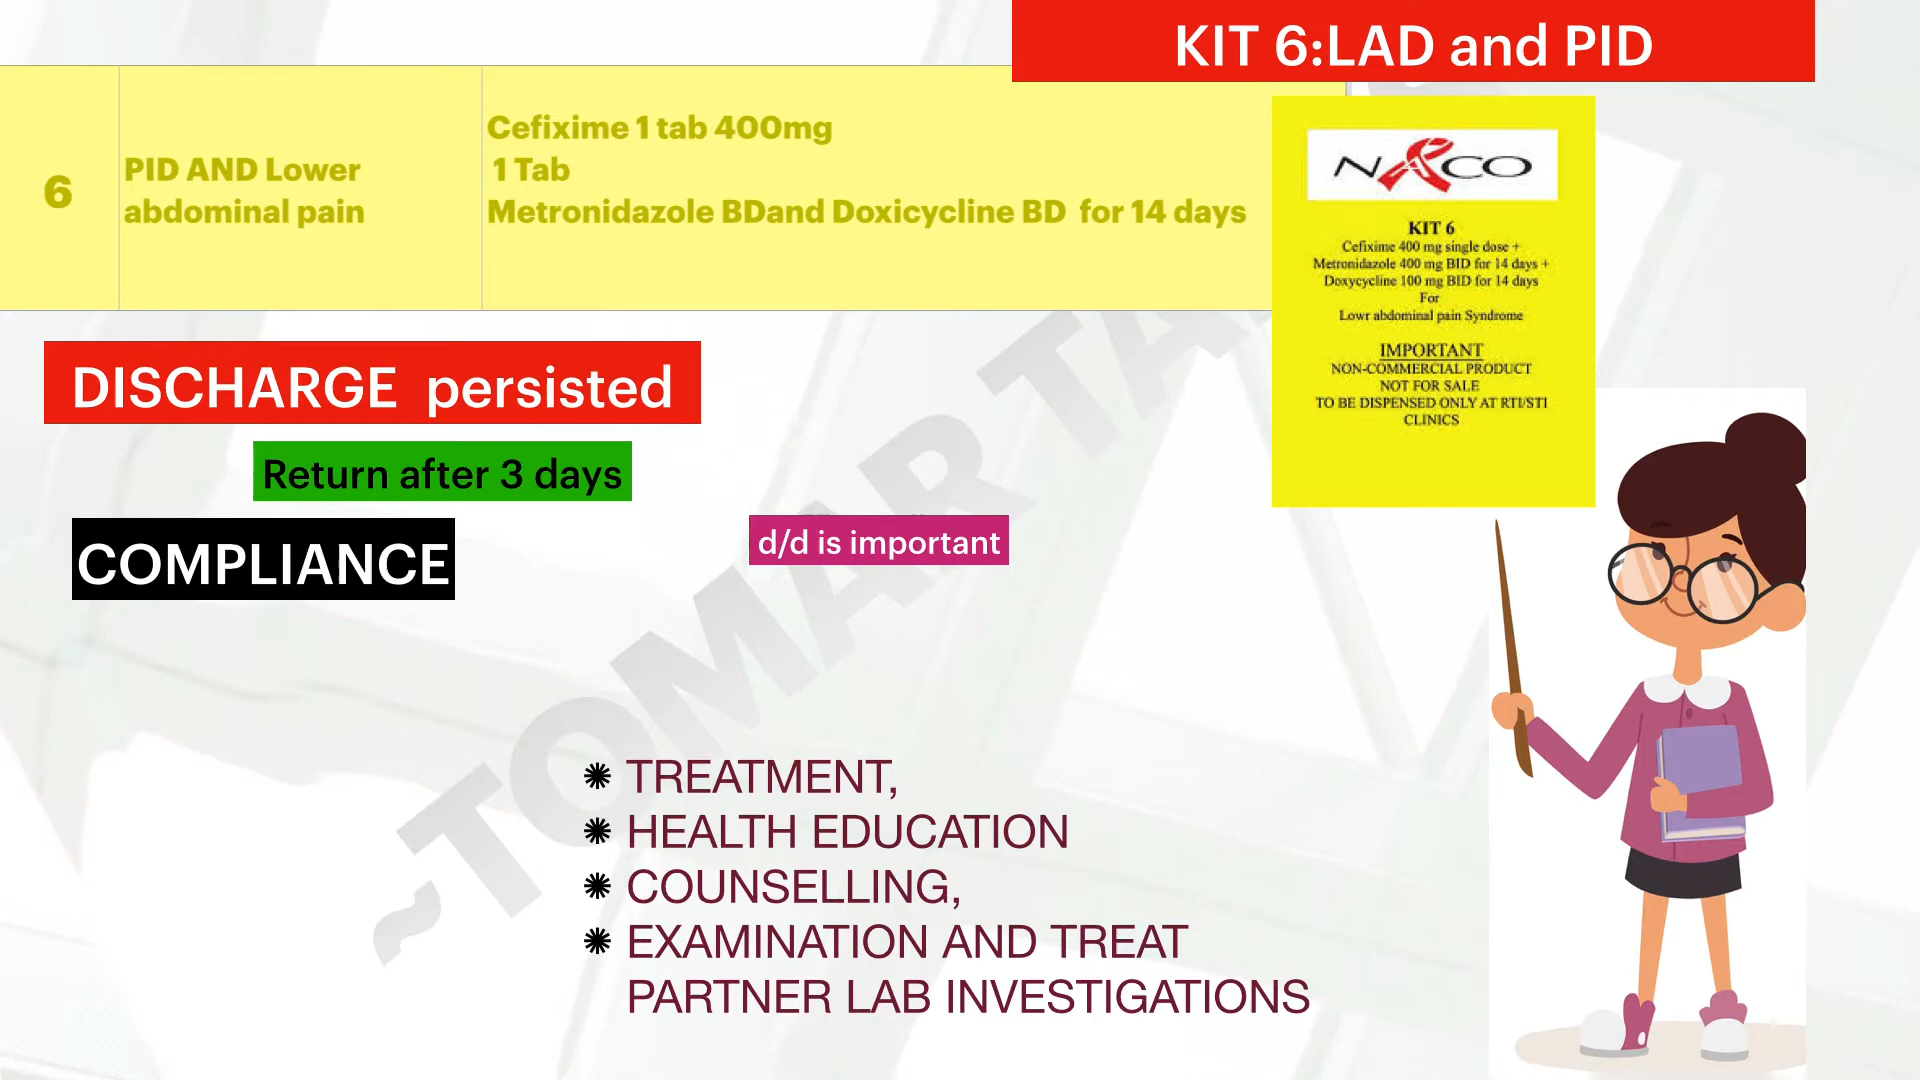 KIT 6:LAD and PID
6
PID AND Lower
abdominal pain
Cefixime 1 tab 400mg
1 Tab
Metronidazole BDand Doxicycline BD for 14 days
NACO
KIT 6
Cefixime 400 mg single dose +
Metronidazole 400 mg BID for 14 days +
Doxycycline 100 mg BID for 14 days
For
Lowr abdominal pain Syndrome
IMPORTANT
NON-COMMERCIAL PRODUCT
NOT FOR SALE
TO BE DISPENSED ONLY AT RTI/STI
CLINICS
DISCHARGE persisted
Return after 3 days
COMPLIANCE
d/d is important
~TOMAR TA
TREATMENT,
HEALTH EDUCATION
COUNSELLING,
EXAMINATION AND TREAT
PARTNER LAB INVESTIGATIONS